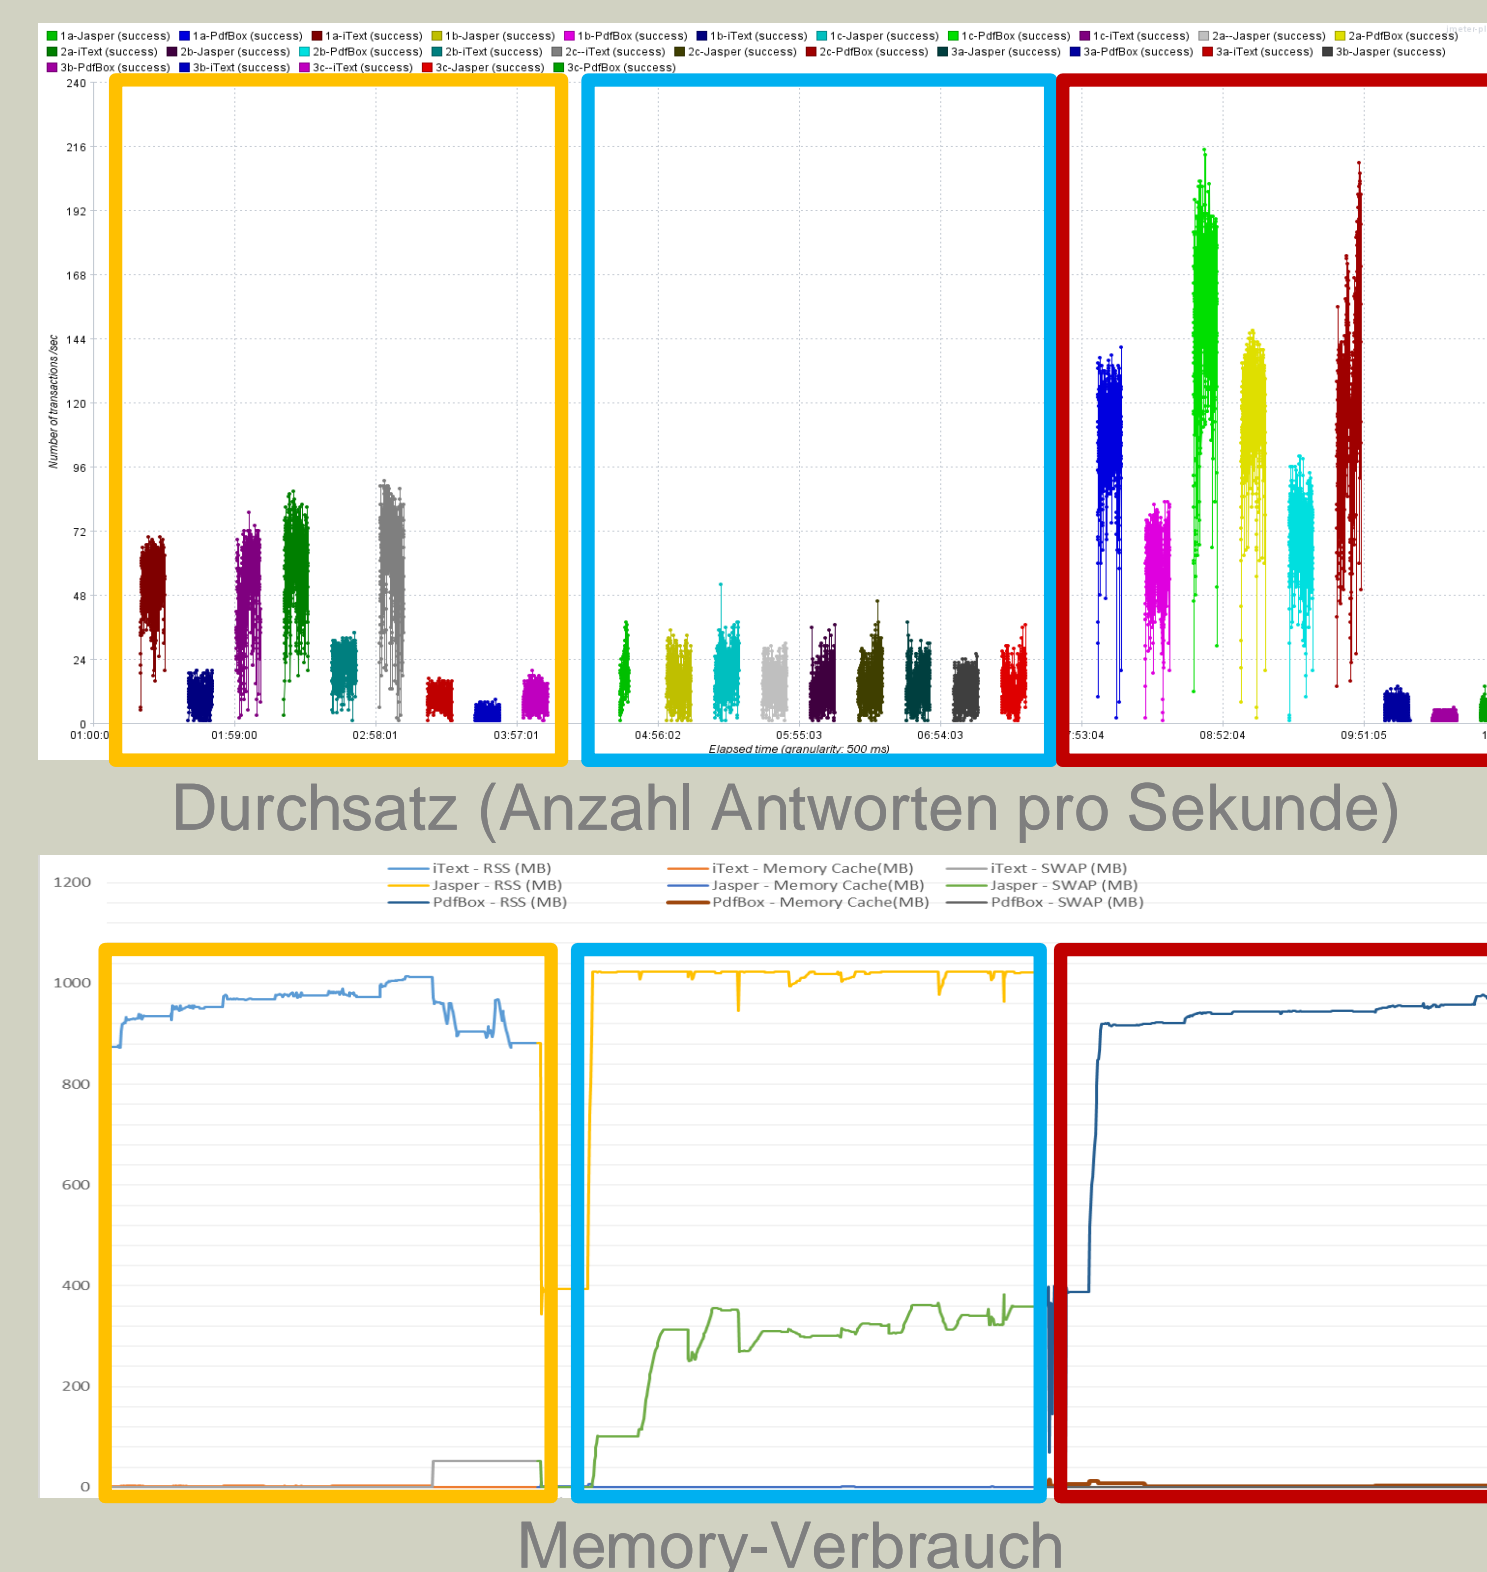 1a-Jasper (success) 1a-PdfBox (success) 1a-iText (success) 1b-Jasper (success) 1b-PdfBox (success) 1b-iText (success) 1c-Jasper (success) 1c-PdfBox (success) 1c-iText (success) 2a--Jasper (success) 2a-PdfBox (success)
2a-iText (success) 2b-Jasper (success) 2b-PdfBox (success) 2b-iText (success) 2c--iText (success) 2c-Jasper (success) 2c-PdfBox (success) 3a-Jasper (success) 3a-PdfBox (success) 3a-iText (success) 3b-Jasper (success)
3b-PdfBox (success) 3b-iText (success) 3c--iText (success) 3c-Jasper (success) 3c-PdfBox (success)
240
216
192
168
144
120
96
72
48
24
0
Number of transactions /sec
01:00:0 01:59:00 02:58:01 03:57:01 04:56:02 05:55:03 06:54:03 7:53:04 08:52:04 09:51:05 1
Elapsed time (granularity: 500 ms)
Durchsatz (Anzahl Antworten pro Sekunde)
iText - RSS (MB) iText - Memory Cache(MB) iText - SWAP (MB)
Jasper - RSS (MB) Jasper - Memory Cache(MB) Jasper - SWAP (MB)
PdfBox - RSS (MB) PdfBox - Memory Cache(MB) PdfBox - SWAP (MB)
1200
1000
800
600
400
200
0
Memory-Verbrauch